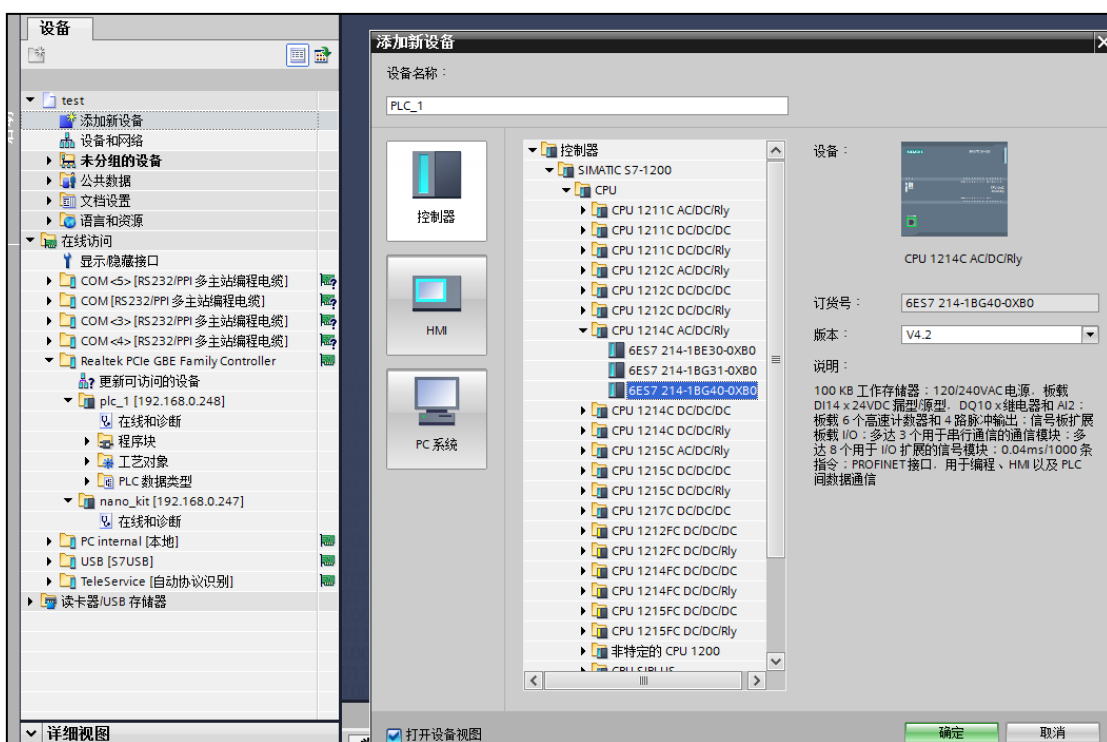 设备
test
添加新设备
设备和网络
未分组的设备
公共数据
文档设置
语言和资源
在线访问
显示/隐藏接口
COM <5> [RS232/PPI 多主站编程电缆]
COM [RS232/PPI 多主站编程电缆]
COM <3> [RS232/PPI 多主站编程电缆]
COM <4> [RS232/PPI 多主站编程电缆]
Realtek PCIe GBE Family Controller
更新可访问的设备
plc_1 [192.168.0.248]
在线和诊断
程序块
工艺对象
PLC 数据类型
nano_kit [192.168.0.247]
在线和诊断
PC internal [本地]
USB [S7USB]
TeleService [自动协议识别]
读卡器/USB 存储器
详细视图
添加新设备
设备名称：
PLC_1
控制器
HMI
PC 系统
控制器
SIMATIC S7-1200
CPU
CPU 1211C AC/DC/Rly
CPU 1211C DC/DC/DC
CPU 1211C DC/DC/Rly
CPU 1212C AC/DC/Rly
CPU 1212C DC/DC/DC
CPU 1212C DC/DC/Rly
CPU 1214C AC/DC/Rly
6ES7 214-1BE30-0XB0
6ES7 214-1BG31-0XB0
6ES7 214-1BG40-0XB0
CPU 1214C DC/DC/DC
CPU 1214C DC/DC/Rly
CPU 1215C AC/DC/Rly
CPU 1215C DC/DC/DC
CPU 1215C DC/DC/Rly
CPU 1217C DC/DC/DC
CPU 1212FC DC/DC/DC
CPU 1212FC DC/DC/Rly
CPU 1214FC DC/DC/DC
CPU 1214FC DC/DC/Rly
CPU 1215FC DC/DC/DC
CPU 1215FC DC/DC/Rly
非特定的 CPU 1200
CPU SIPLUS
设备：
CPU 1214C AC/DC/Rly
订货号：
6ES7 214-1BG40-0XB0
版本：
V4.2
说明：
100 KB 工作存储器；120/240VAC 电源，板载
DI14 x 24VDC 漏型/源型，DQ10 x 继电器和 AI2；
板载 6 个高速计数器和 4 路脉冲输出；信号板扩展
板载 I/O；多达 3 个用于串行通信的通信模块；多
达 8 个用于 I/O 扩展的信号模块；0.04ms/1000 条
指令；PROFINET 接口，用于编程、HMI 以及 PLC
间数据通信
打开设备视图
确定
取消